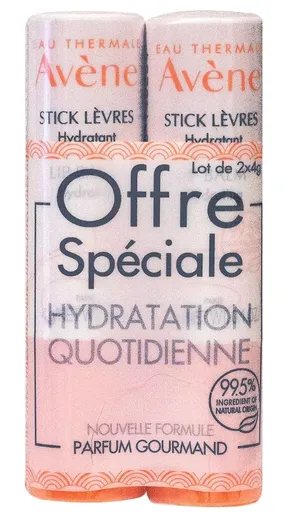 EAU THERMALE
Avène
STICK LÈVRES
Hydratant
EAU THERMALE
Avène
STICK LÈVRES
Hydratant
Lot de 2x4g
Offre
Spéciale
HYDRATATION
QUOTIDIENNE
99.5%
INGREDIENT OF
NATURAL ORIGIN
NOUVELLE FORMULE
PARFUM GOURMAND